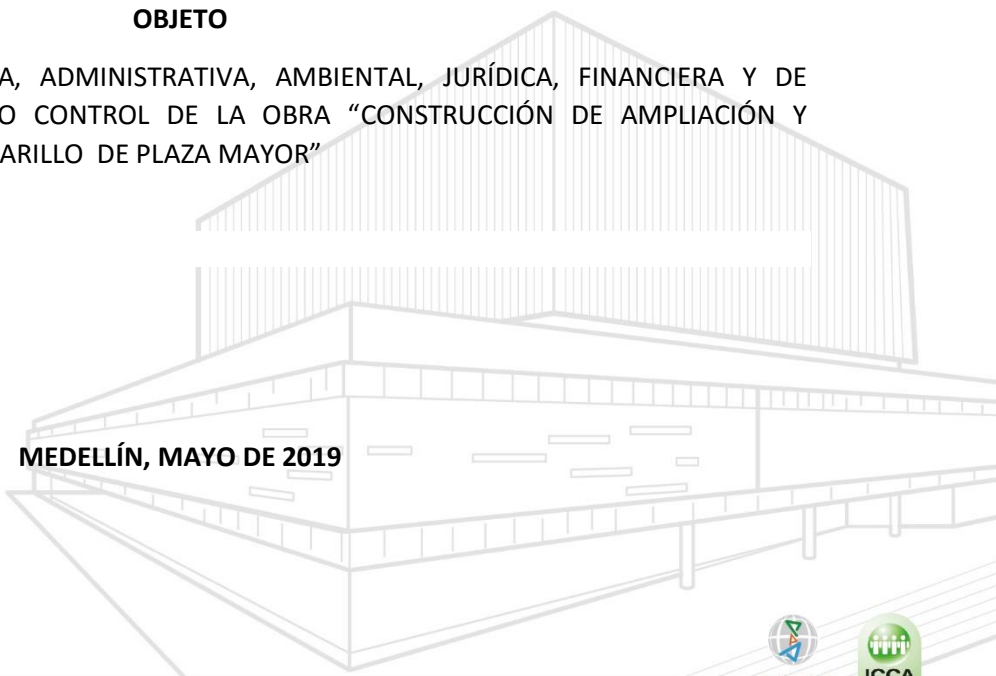 OBJETO
A, ADMINISTRATIVA, AMBIENTAL, JURÍDICA, FINANCIERA Y DE
O CONTROL DE LA OBRA “CONSTRUCCIÓN DE AMPLIACIÓN Y
ARILLO DE PLAZA MAYOR”
MEDELLÍN, MAYO DE 2019
ICCA